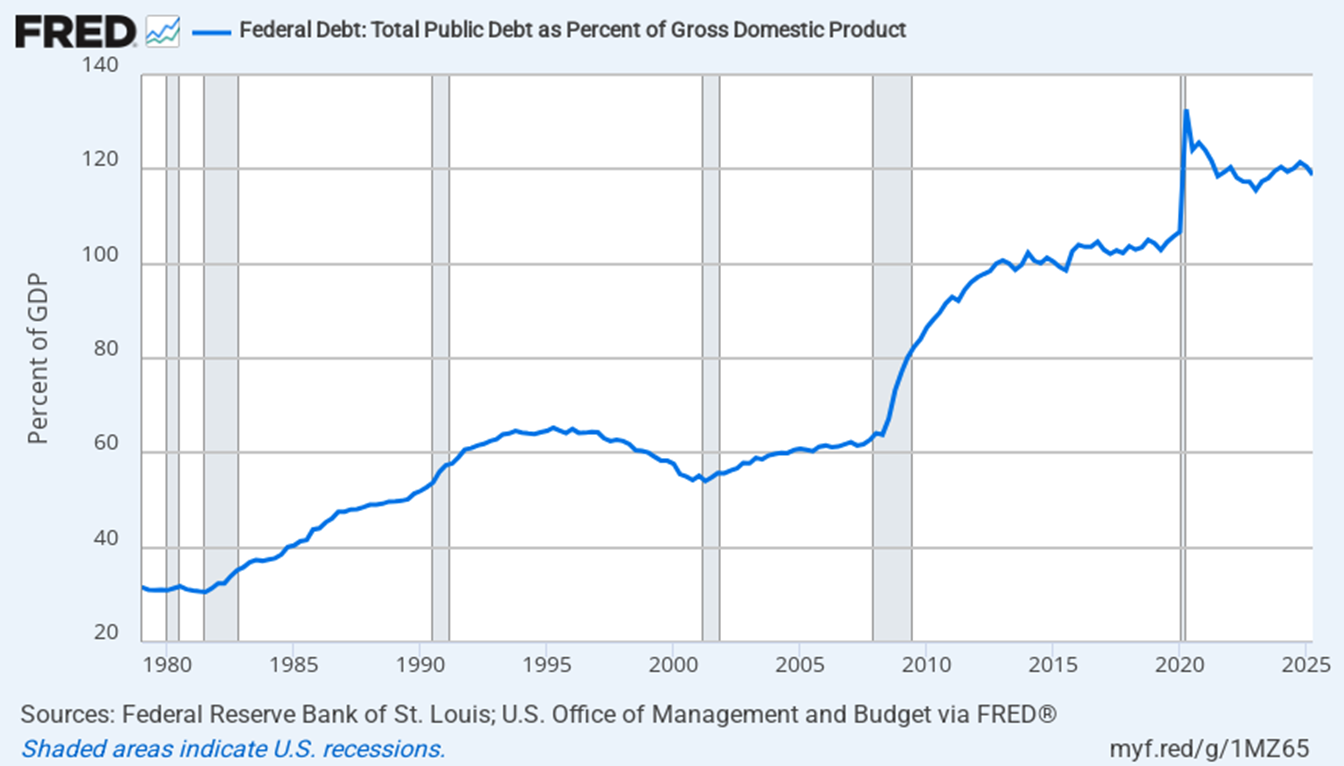 FRED Federal Debt: Total Public Debt as Percent of Gross Domestic Product
140
120
100
80
60
40
20
Percent of GDP
1980 1985 1990 1995 2000 2005 2010 2015 2020 2025
Sources: Federal Reserve Bank of St. Louis; U.S. Office of Management and Budget via FRED®
Shaded areas indicate U.S. recessions. myf.red/g/1MZ65